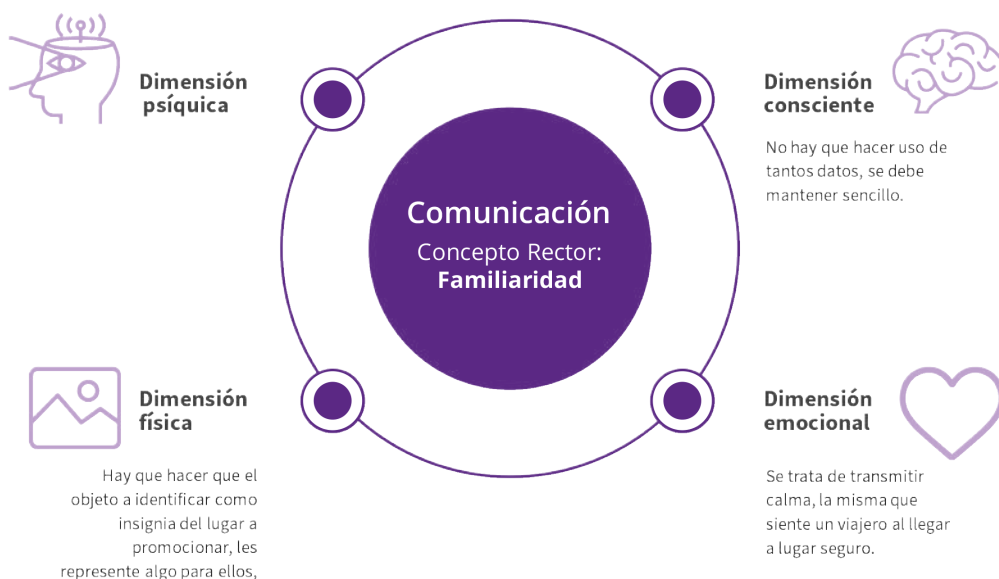 Dimensión
psíquica
Dimensión
consciente
No hay que hacer uso de
tantos datos, se debe
mantener sencillo.
Comunicación
Concepto Rector:
Familiaridad
Dimensión
física
Hay que hacer que el
objeto a identificar como
insignia del lugar a
promocionar, les
represente algo para ellos,
Dimensión
emocional
Se trata de transmitir
calma, la misma que
siente un viajero al llegar
a lugar seguro.